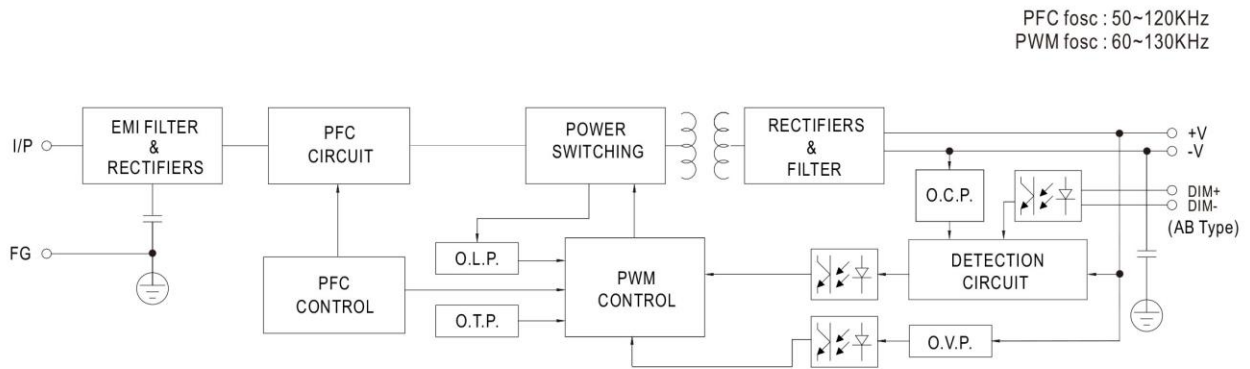 PFC fosc : 50~120KHz
PWM fosc : 60~130KHz
I/P
EMI FILTER
&
RECTIFIERS
PFC
CIRCUIT
POWER
SWITCHING
RECTIFIERS
&
FILTER
+V
-V
O.C.P.
DIM+
DIM-
(AB Type)
FG
O.L.P.
PFC
CONTROL
PWM
CONTROL
DETECTION
CIRCUIT
O.T.P.
O.V.P.